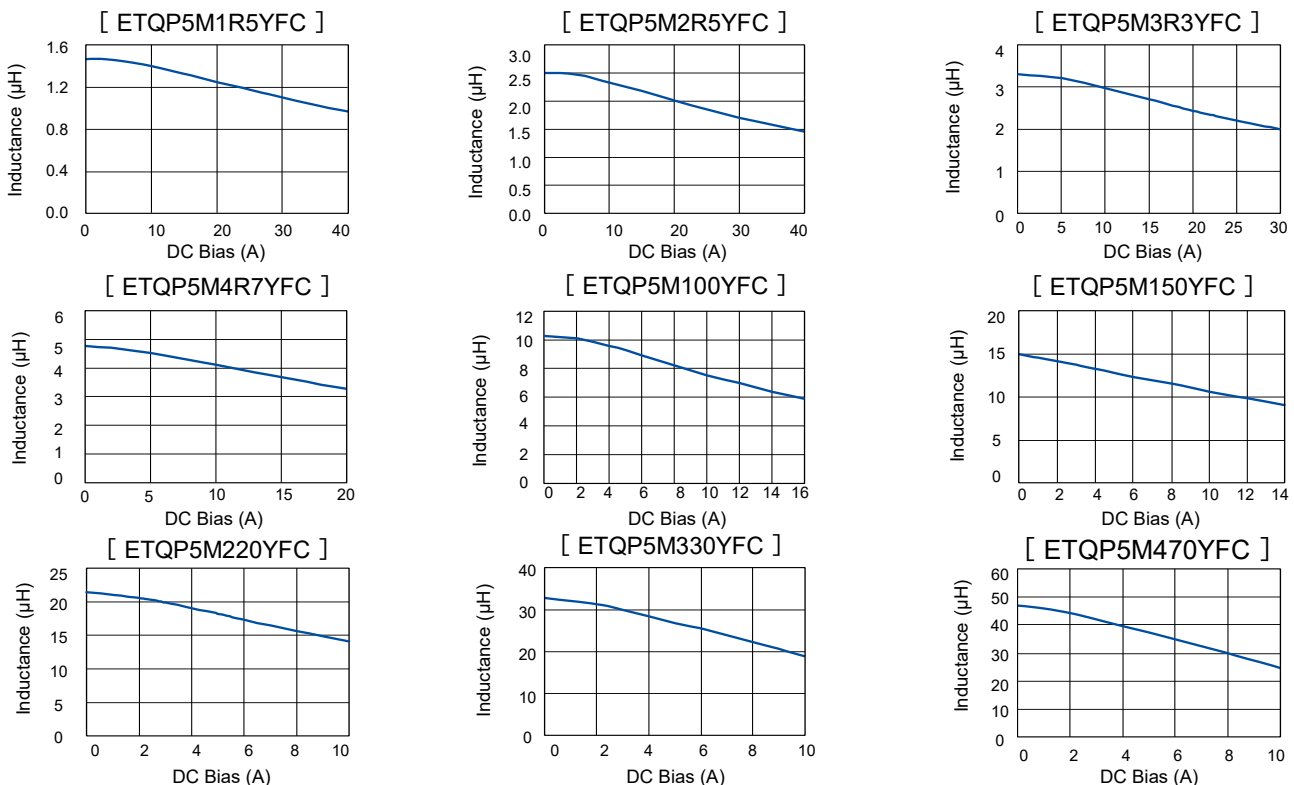 [ ETQP5M1R5YFC ]
Inductance (µH)
1.6
1.2
0.8
0.4
0.0
0 10 20 30 40
DC Bias (A)
[ ETQP5M2R5YFC ]
Inductance (µH)
3.0
2.5
2.0
1.5
1.0
0.5
0.0
0 10 20 30 40
DC Bias (A)
[ ETQP5M3R3YFC ]
Inductance (µH)
4
3
2
1
0
0 5 10 15 20 25 30
DC Bias (A)
[ ETQP5M4R7YFC ]
Inductance (µH)
6
5
4
3
2
1
0
0 5 10 15 20
DC Bias (A)
[ ETQP5M100YFC ]
Inductance (µH)
12
10
8
6
4
2
0
0 2 4 6 8 10 12 14 16
DC Bias (A)
[ ETQP5M150YFC ]
Inductance (µH)
20
15
10
5
0
0 2 4 6 8 10 12 14
DC Bias (A)
[ ETQP5M220YFC ]
Inductance (µH)
25
20
15
10
5
0
0 2 4 6 8 10
DC Bias (A)
[ ETQP5M330YFC ]
Inductance (µH)
40
30
20
10
0
0 2 4 6 8 10
DC Bias (A)
[ ETQP5M470YFC ]
Inductance (µH)
60
50
40
30
20
10
0
0 2 4 6 8 10
DC Bias (A)